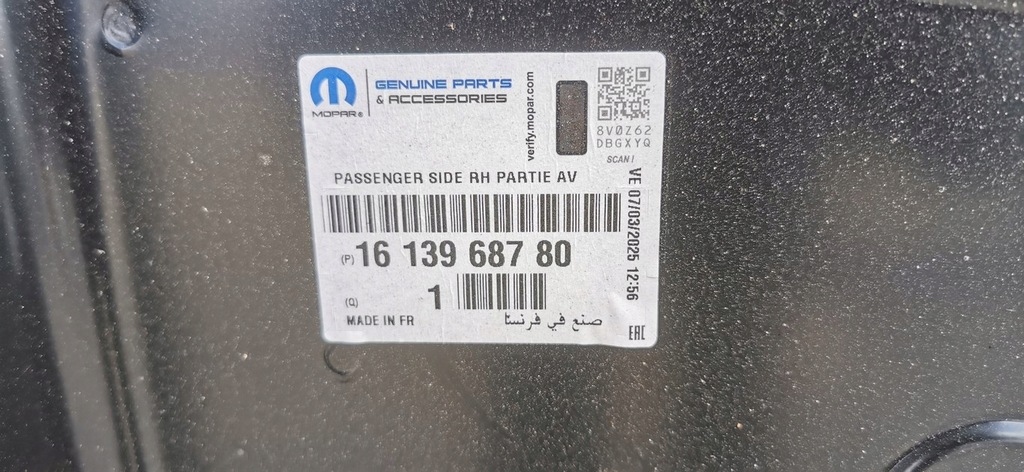 MOPAR®
GENUINE PARTS
& ACCESSORIES
verify.mopar.com
8V0Z62
DBGXYQ
SCAN!
PASSENGER SIDE RH PARTIE AV
VE 07/03/2025 12:56
(P) 16 139 687 80
(Q) 1
MADE IN FR
صنع في فرنسا
EAC